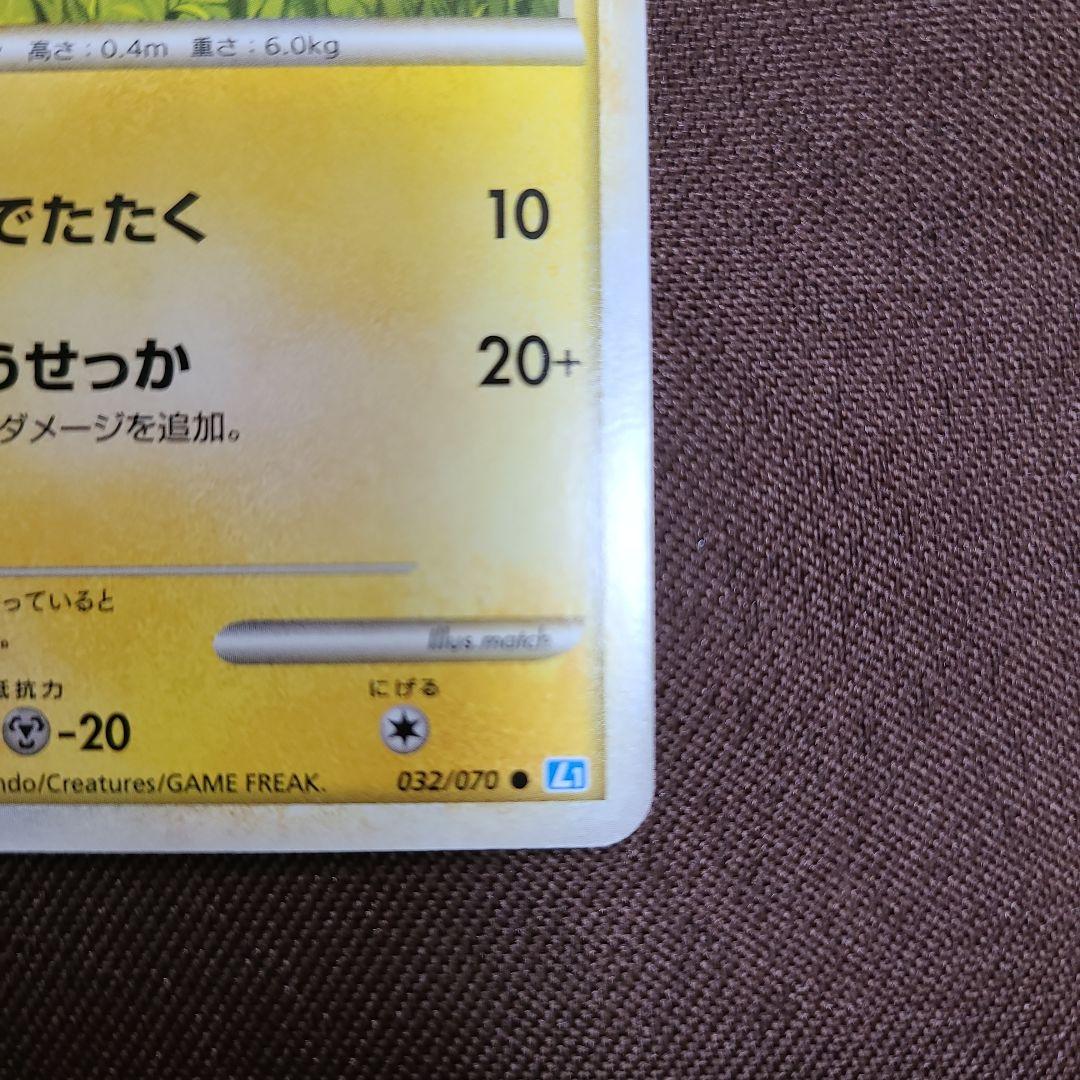 高さ：0.4m 重さ：6.0kg
でたたく 10
うせっか 20+
ダメージを追加。
っていると
。
抵抗力 にげる
-20
ndo/Creatures/GAME FREAK. 032/070 ● L1
Illus. match